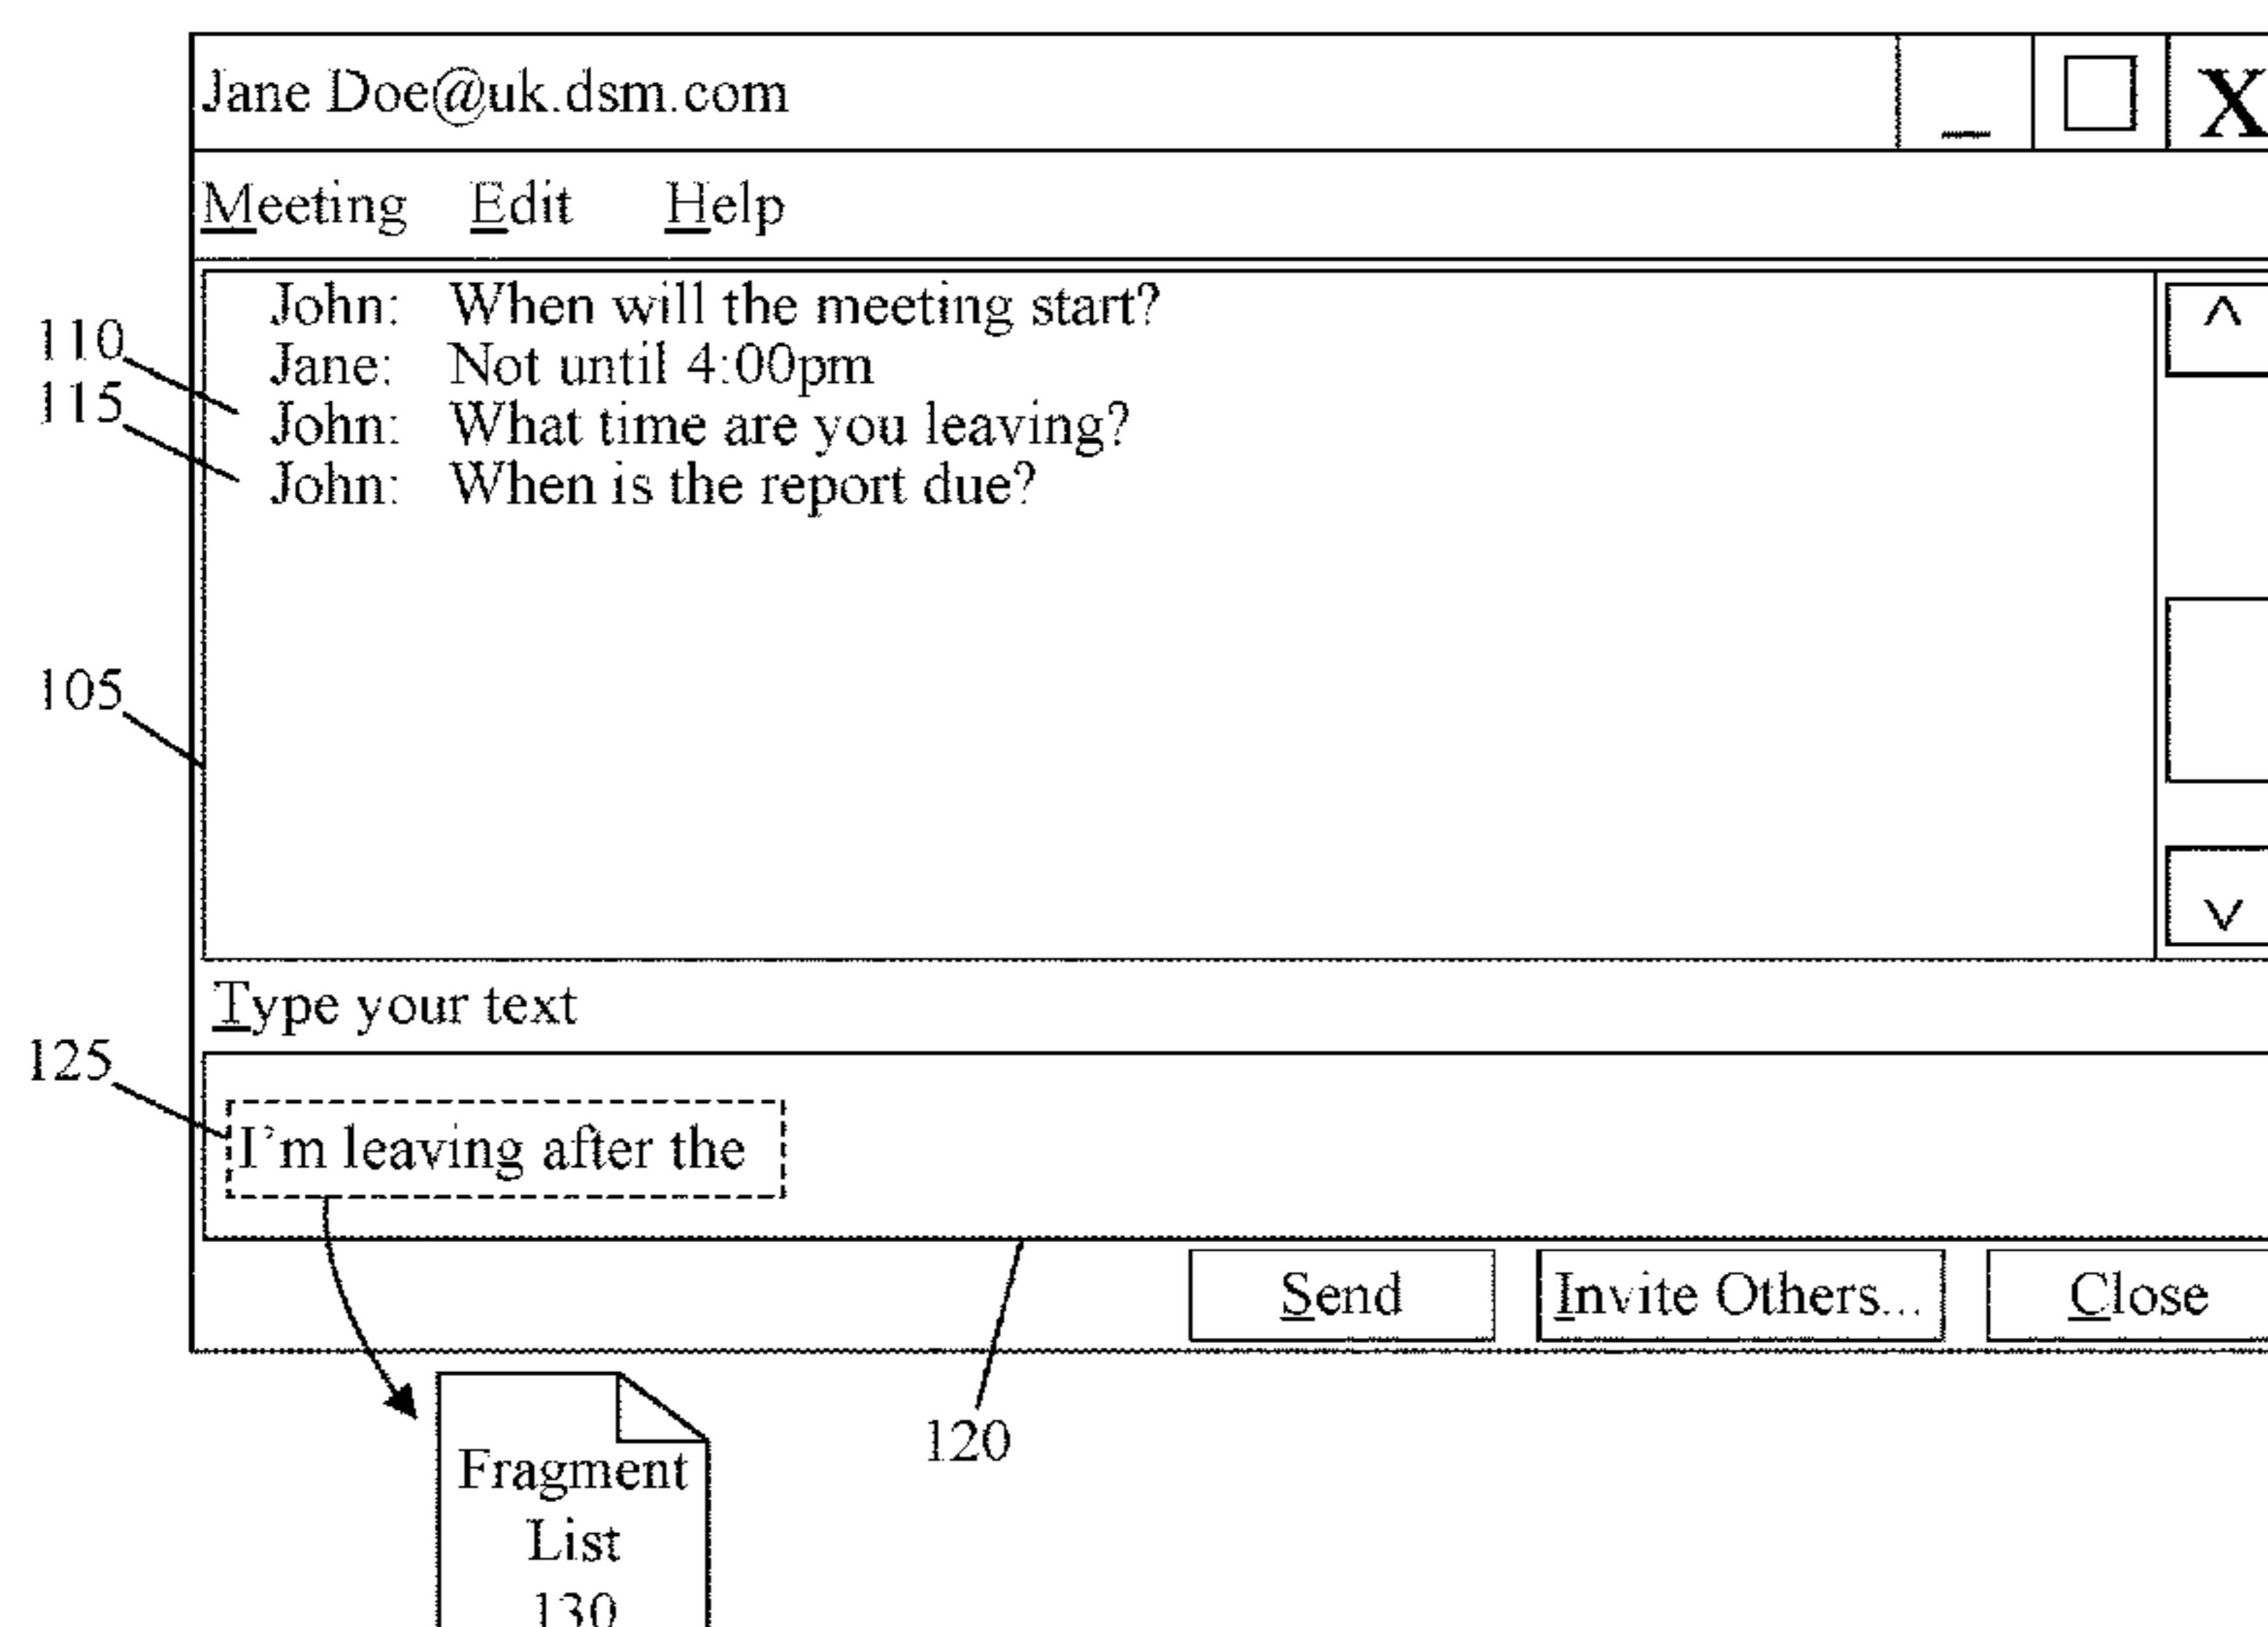 Jane Doe@uk.dsm.com _ X
Meeting Edit Help
John: When will the meeting start?
110
Jane: Not until 4:00pm
115
John: What time are you leaving?
John: When is the report due?
105
Type your text
125
I'm leaving after the
Send Invite Others... Close
120
Fragment
List
130